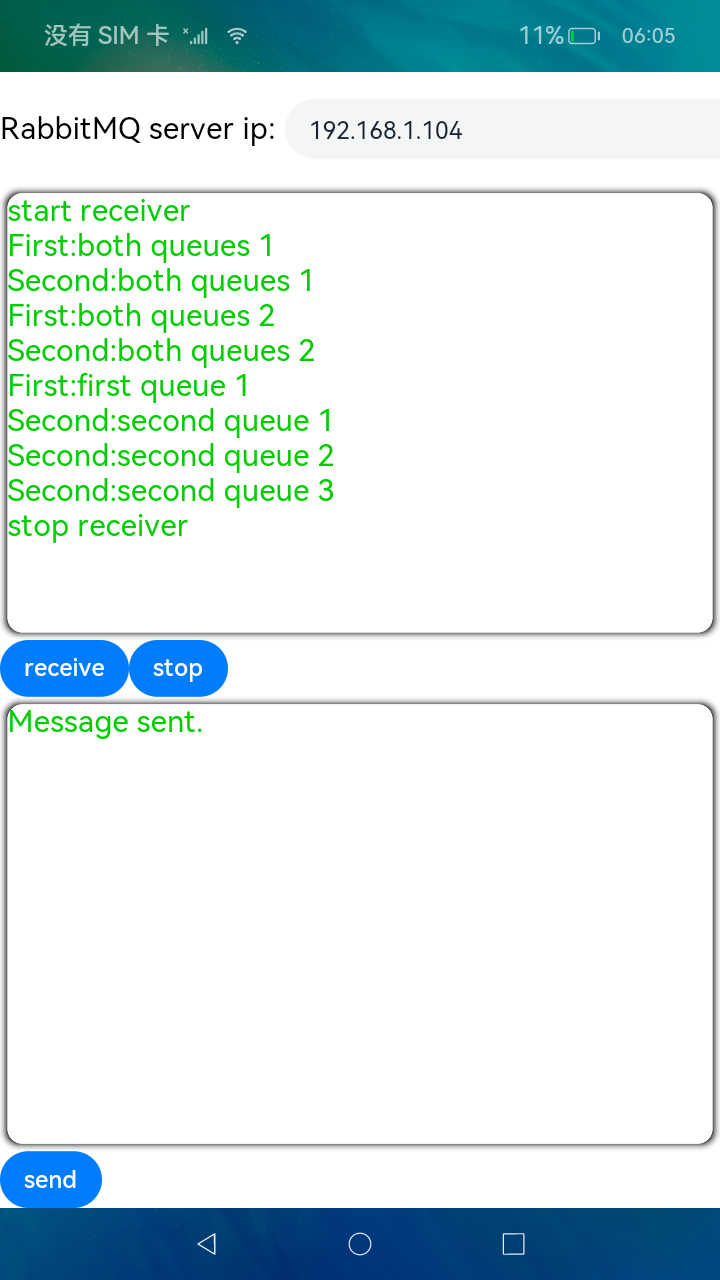 没有 SIM 卡 11% 06:05
RabbitMQ server ip: 192.168.1.104
start receiver
First:both queues 1
Second:both queues 1
First:both queues 2
Second:both queues 2
First:first queue 1
Second:second queue 1
Second:second queue 2
Second:second queue 3
stop receiver
receive stop
Message sent.
send